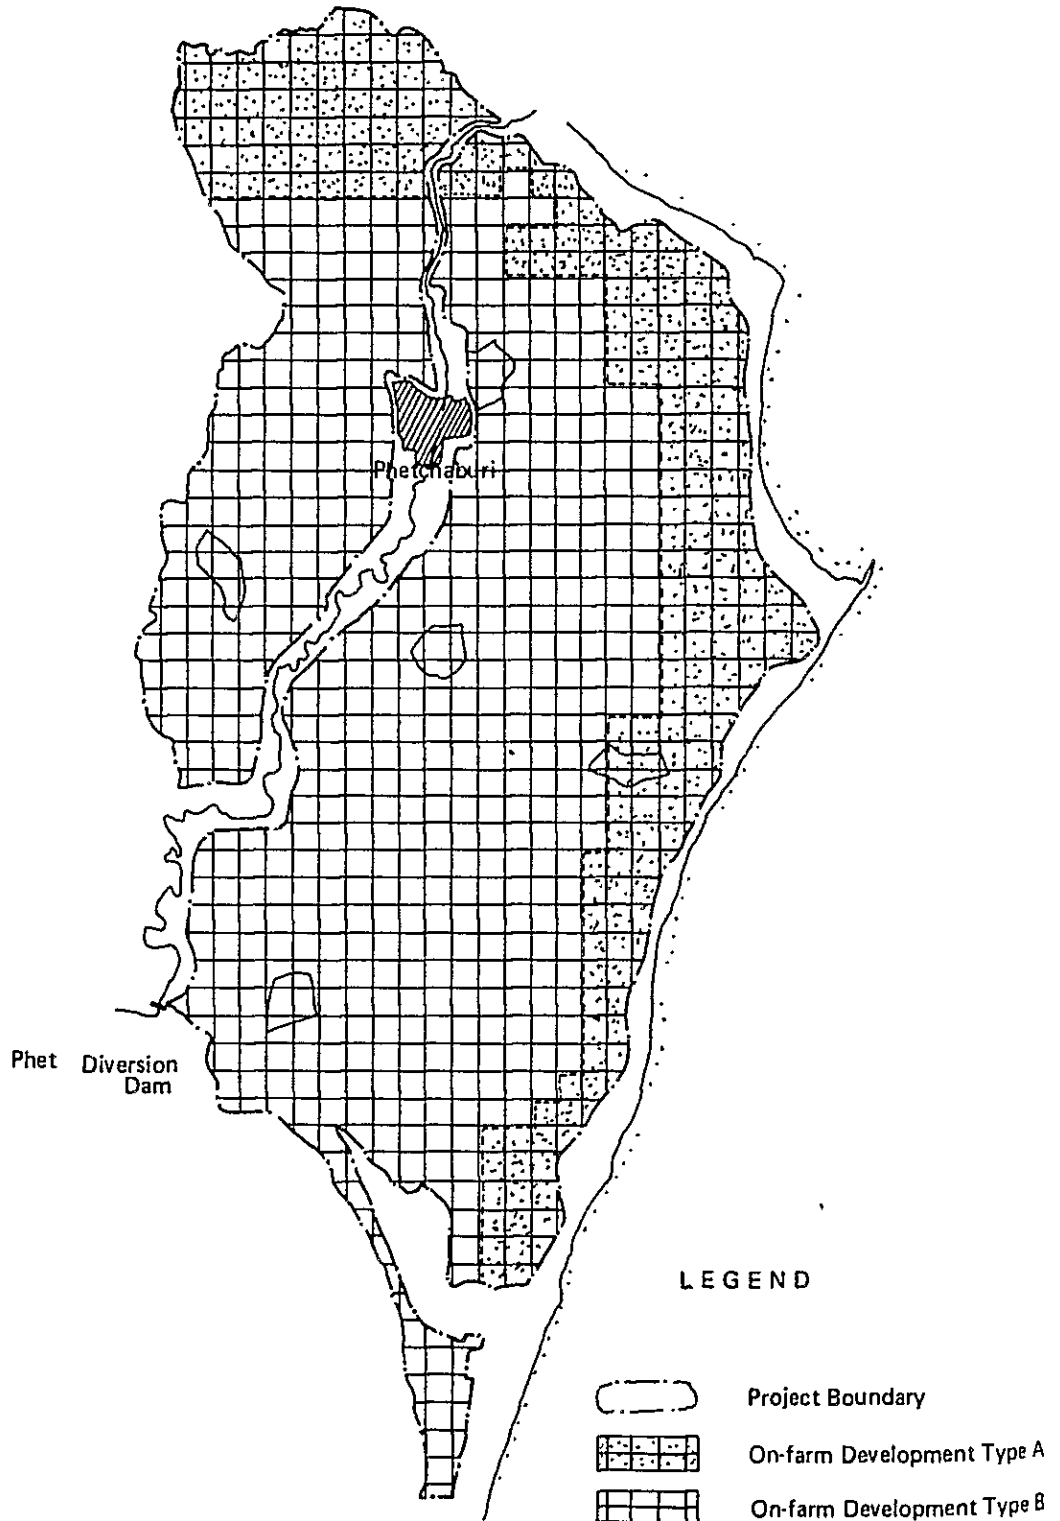 Phetchaburi
Phet Diversion
Dam
LEGEND
Project Boundary
On-farm Development Type A
On-farm Development Type B